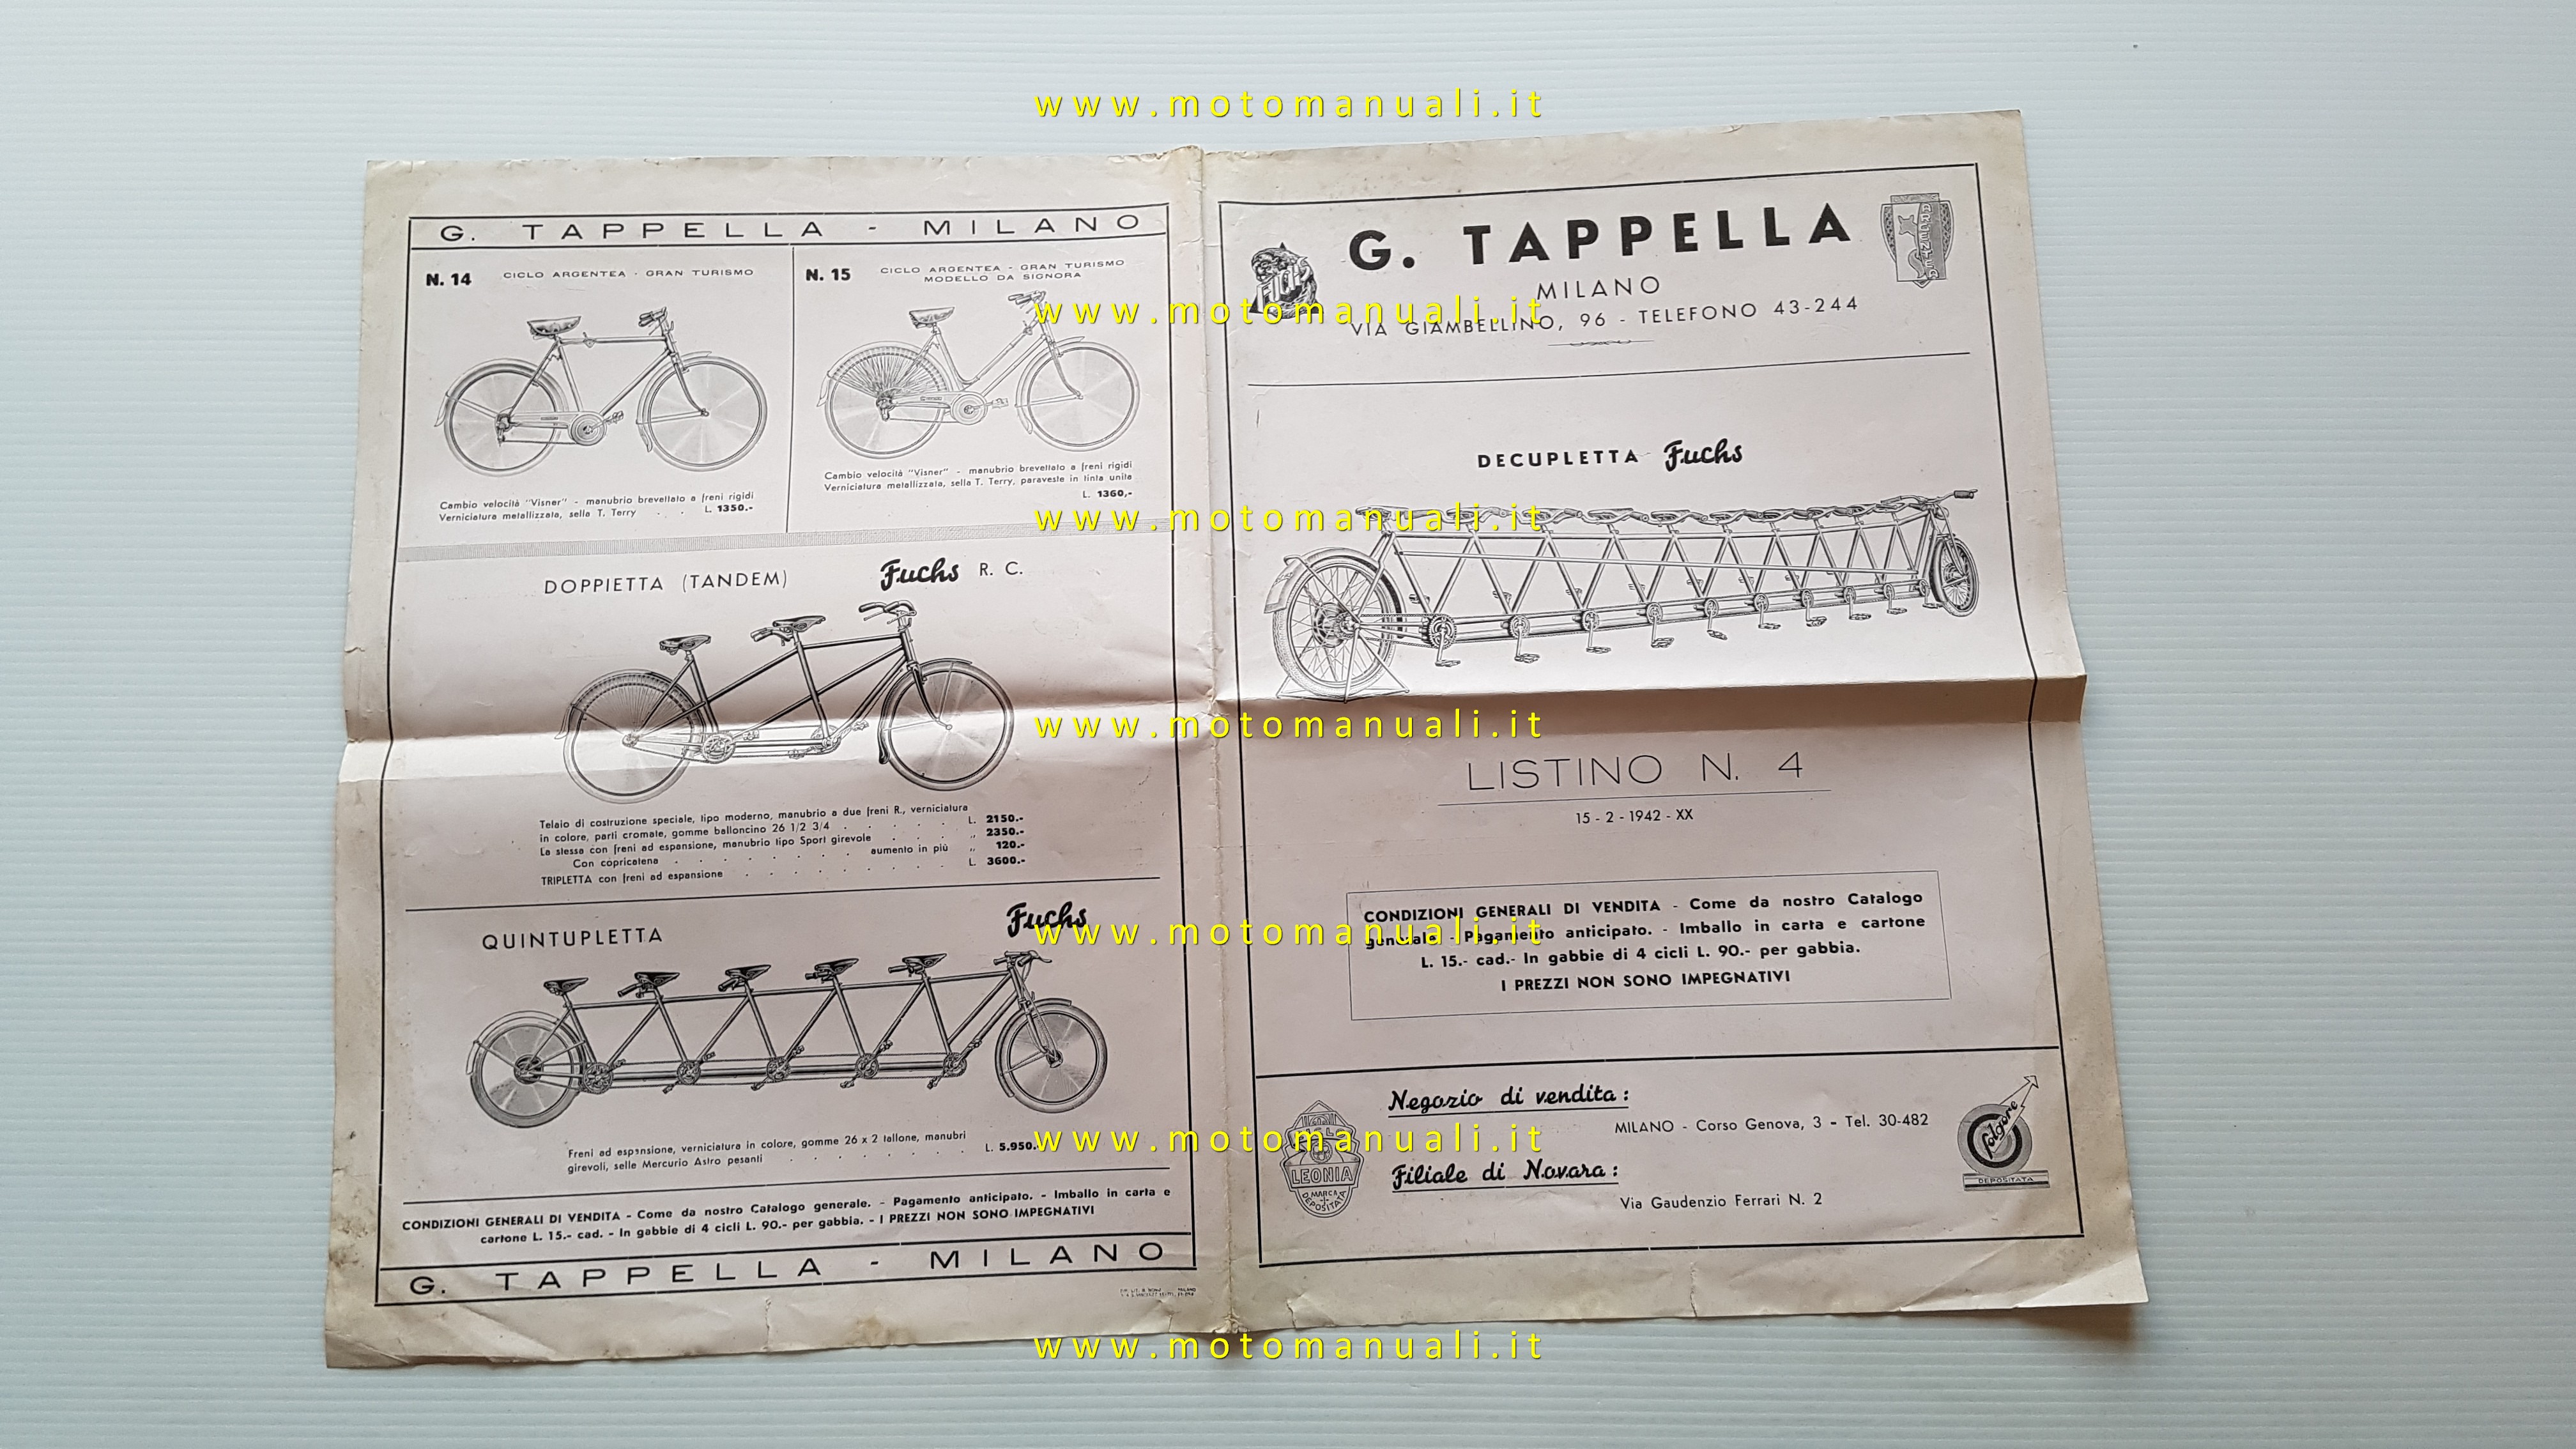 www.motomanuali.it
G. TAPPELLA - MILANO
N. 14
CICLO ARGENTEA - GRAN TURISMO
Cambio velocità "Visner" - manubrio brevettato a freni rigidi
Verniciatura metallizzata, sella T. Terry . . . L. 1350.-
N. 15
CICLO ARGENTEA - GRAN TURISMO
MODELLO DA SIGNORA
Cambio velocità "Visner" - manubrio brevettato a freni rigidi
Verniciatura metallizzata, sella T. Terry, paraveste in tinta unita
L. 1360,-
DOPPIETTA (TANDEM) Fuchs R. C.
Telaio di costruzione speciale, tipo moderno, manubrio a due freni R., verniciatura
in colore, parti cromate, gomme balloncino 26 1/2 3/4 . . . . . L. 2150.-
La stessa con freni ad espansione, manubrio tipo Sport girevole . . . „ 2350.-
Con copricatena . . . . . . . aumento in più „ 120.-
TRIPLETTA con freni ad espansione . . . . . . . . L. 3600.-
QUINTUPLETTA Fuchs
Freni ad espansione, verniciatura in colore, gomme 26 x 2 tallone, manubri
girevoli, selle Mercurio Astro pesanti . . . . . . . L. 5.950.
CONDIZIONI GENERALI DI VENDITA - Come da nostro Catalogo generale. - Pagamento anticipato. - Imballo in carta e
cartone L. 15.- cad. - In gabbie di 4 cicli L. 90.- per gabbia. - I PREZZI NON SONO IMPEGNATIVI
G. TAPPELLA - MILANO
FUCHS
G. TAPPELLA
ARGENTEA
MILANO
VIA GIAMBELLINO, 96 - TELEFONO 43-244
www.motomanuali.it
DECUPLETTA Fuchs
www.motomanuali.it
www.motomanuali.it
LISTINO N. 4
15 - 2 - 1942 - XX
CONDIZIONI GENERALI DI VENDITA - Come da nostro Catalogo
generale - Pagamento anticipato. - Imballo in carta e cartone
L. 15.- cad.- In gabbie di 4 cicli L. 90.- per gabbia.
I PREZZI NON SONO IMPEGNATIVI
www.motomanuali.it
Negozio di vendita:
MILANO - Corso Genova, 3 - Tel. 30-482
Filiale di Novara:
Via Gaudenzio Ferrari N. 2
LEONIA
MARCA
DEPOSITATA
folgore
DEPOSITATA
www.motomanuali.it
www.motomanuali.it